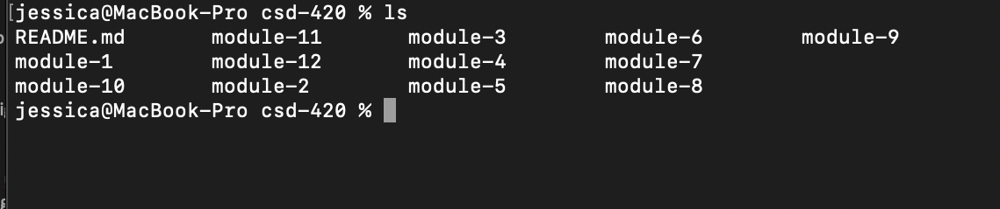 [jessica@MacBook-Pro csd-420 % ls
README.md module-11 module-3 module-6 module-9
module-1 module-12 module-4 module-7
module-10 module-2 module-5 module-8
jessica@MacBook-Pro csd-420 %